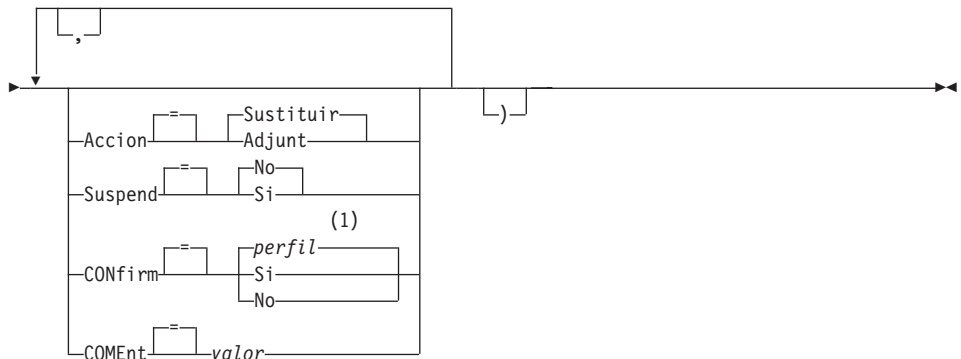 ,
)
=
Sustituir
Accion
Adjunt
=
No
Suspend
Si
(1)
=
perfil
CONfirm
Si
No
=
COMEnt
valor